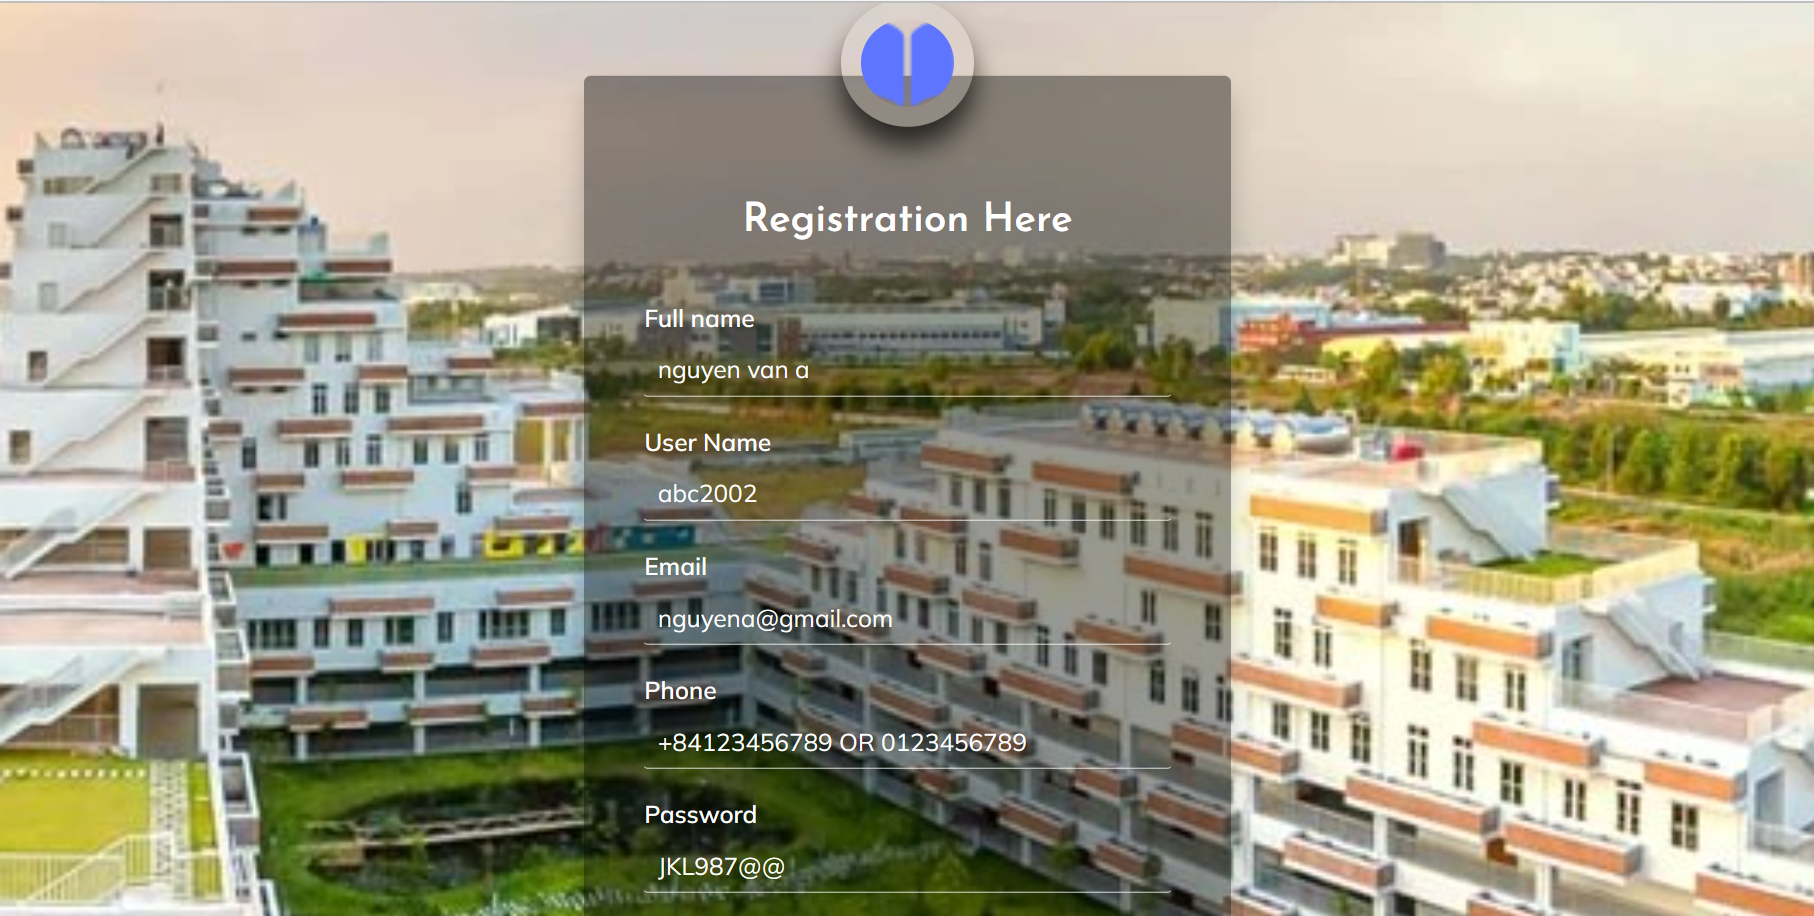 Registration Here
Full name
nguyen van a
User Name
abc2002
Email
nguyena@gmail.com
Phone
+84123456789 OR 0123456789
Password
JKL987@@